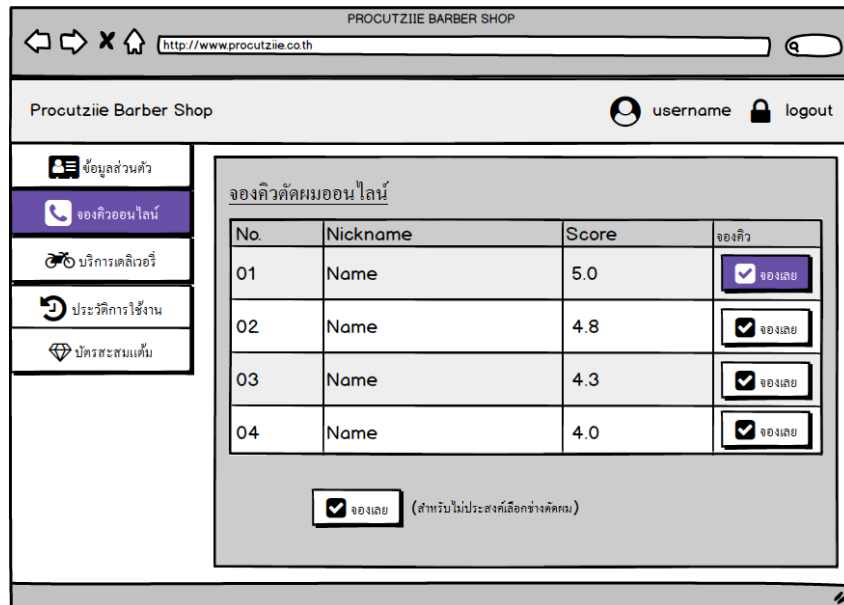 PROCUTZIIE BARBER SHOP
http://www.procutziie.co.th
Procutziie Barber Shop
username
logout
ข้อมูลส่วนตัว
จองคิวออนไลน์
บริการเดลิเวอรี่
ประวัติการใช้งาน
บัตรสะสมแต้ม
จองคิวตัดผมออนไลน์
No. Nickname Score จองคิว
01 Name 5.0 จองเลย
02 Name 4.8 จองเลย
03 Name 4.3 จองเลย
04 Name 4.0 จองเลย
จองเลย (สำหรับไม่ประสงค์เลือกช่างตัดผม)